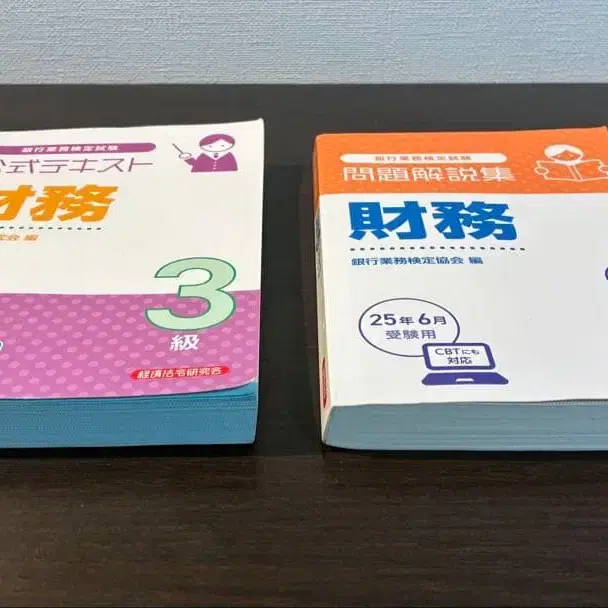 銀行業務検定試験
公式テキスト
財務
会 編
3
級
経済法令研究会
銀行業務検定試験
問題解説集
財務
銀行業務検定協会 編
25年6月
受験用
CBTにも
対応